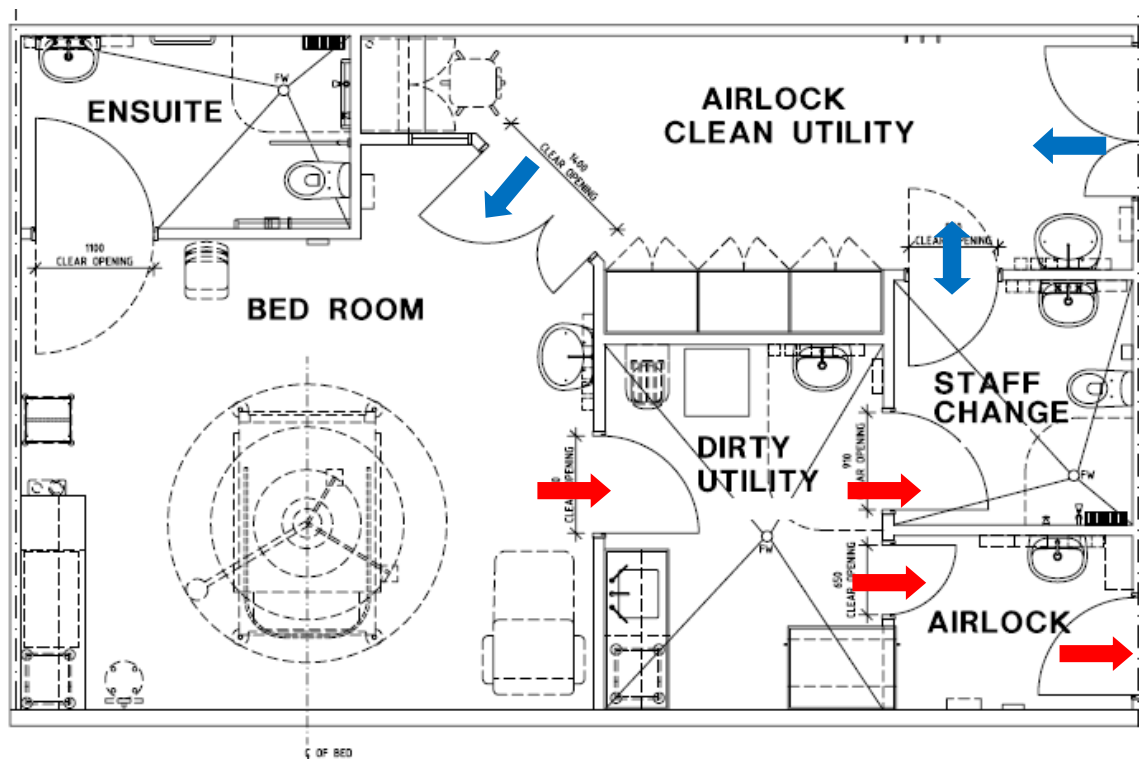 FW
ENSUITE
AIRLOCK
CLEAN UTILITY
1400
CLEAR OPENING
1100
CLEAR OPENING
CLEAR OPENING
BED ROOM
STAFF
CHANGE
DIRTY
UTILITY
CLEAR OPENING
910
CLEAR OPENING
FW
FW
650
CLEAR OPENING
AIRLOCK
OF BED